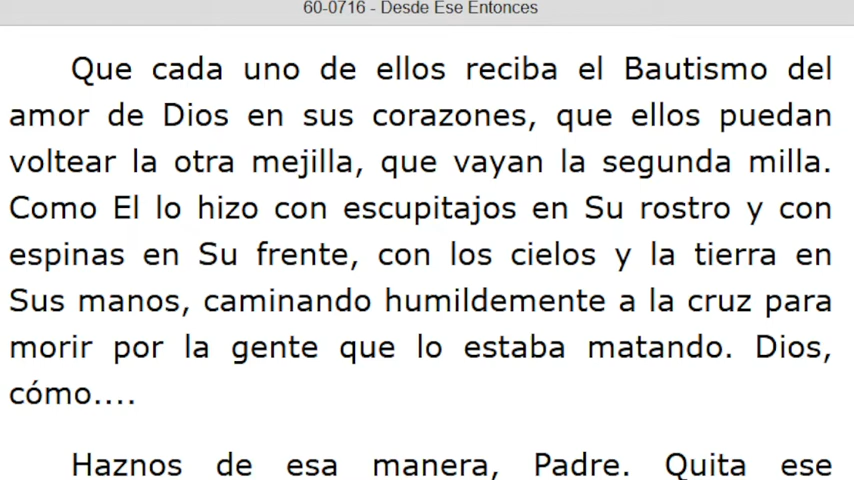 60-0716 - Desde Ese Entonces
Que cada uno de ellos reciba el Bautismo del
amor de Dios en sus corazones, que ellos puedan
voltear la otra mejilla, que vayan la segunda milla.
Como El lo hizo con escupitajos en Su rostro y con
espinas en Su frente, con los cielos y la tierra en
Sus manos, caminando humildemente a la cruz para
morir por la gente que lo estaba matando. Dios,
cómo....
Haznos de esa manera, Padre. Quita ese